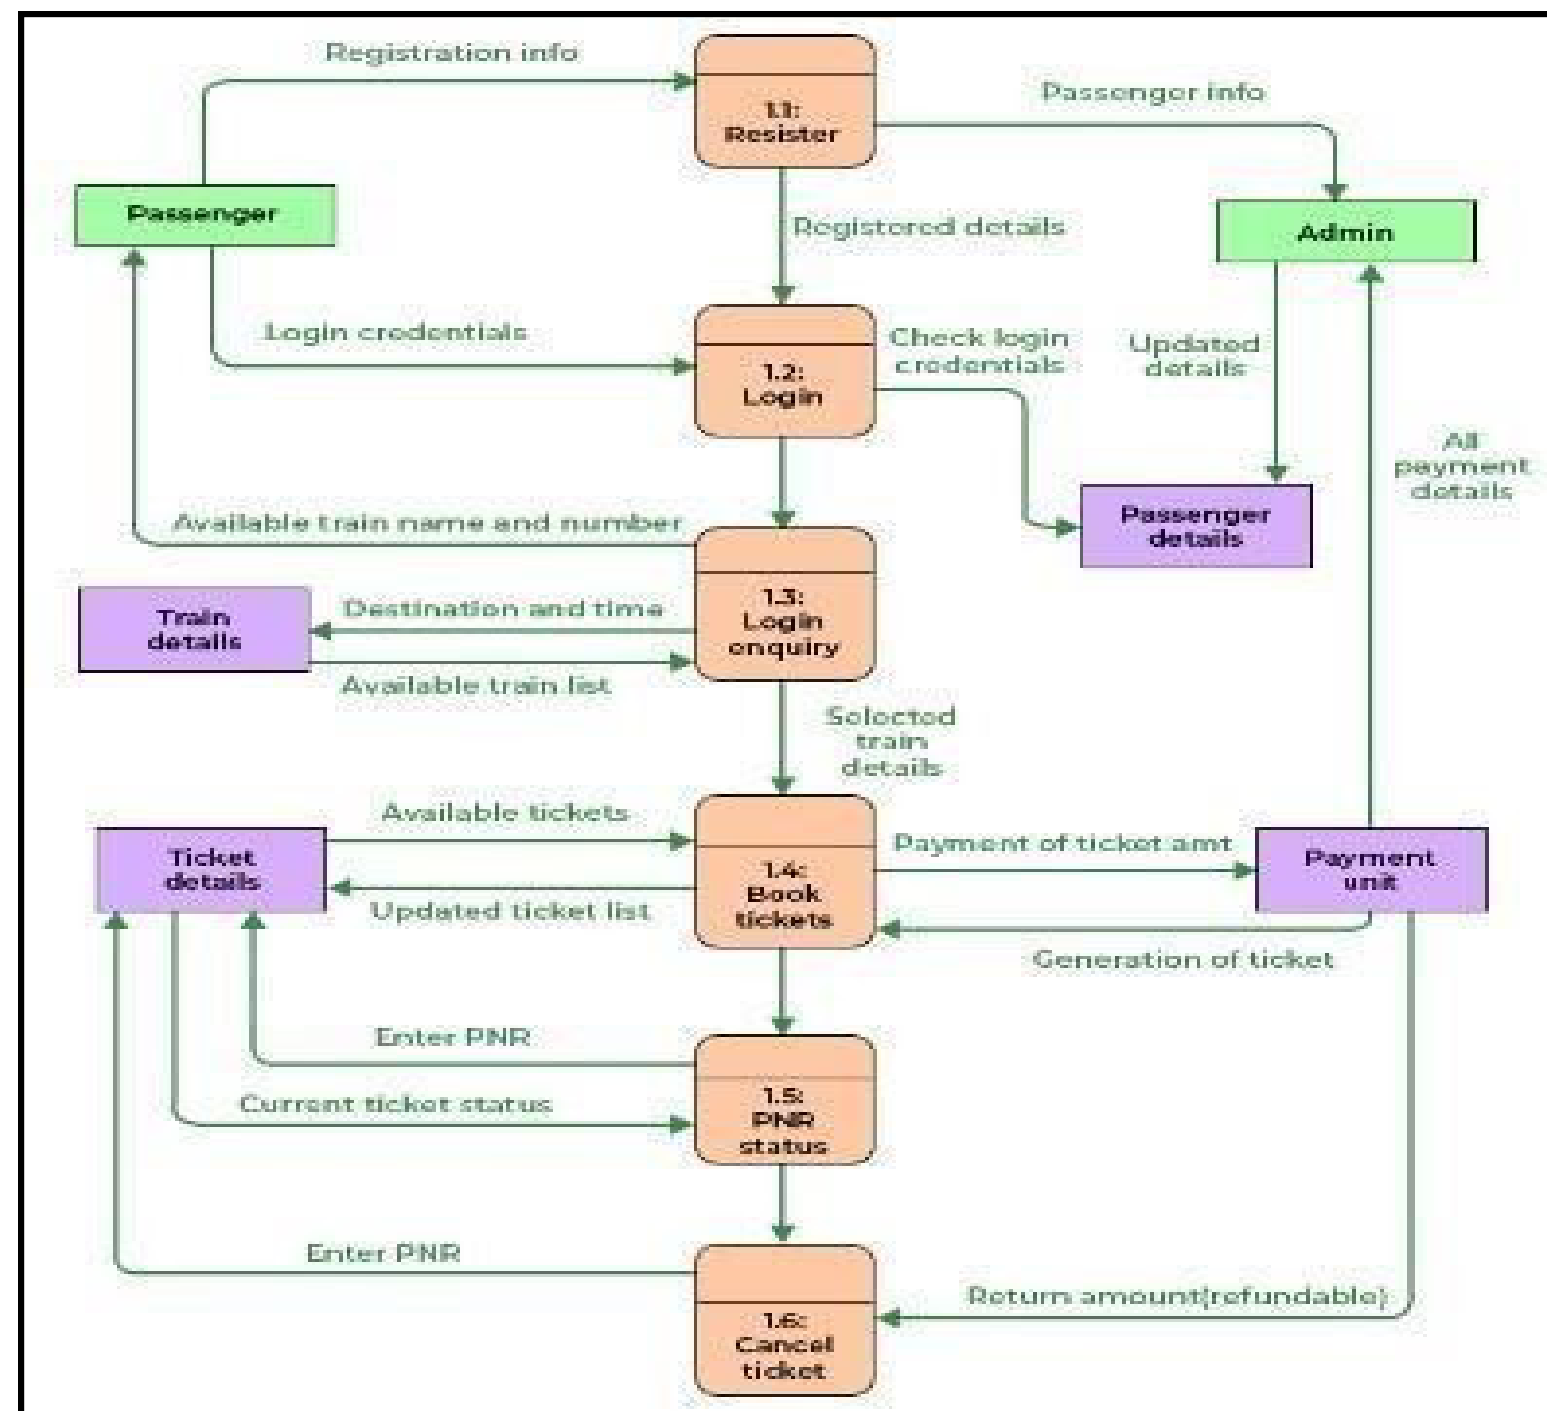 Registration info
Passenger info
1.1:
Resister
Passenger
Admin
Registered details
Login credentials
Check login
credentials
Updated
details
1.2:
Login
All
payment
details
Available train name and number
Passenger
details
Train
details
Destination and time
1.3:
Login
enquiry
Available train list
Selected
train
details
Available tickets
Payment of ticket amt
Ticket
details
Payment
unit
1.4:
Book
tickets
Updated ticket list
Generation of ticket
Enter PNR
Current ticket status
1.5:
PNR
status
Enter PNR
Return amount(refundable)
1.6:
Cancel
ticket